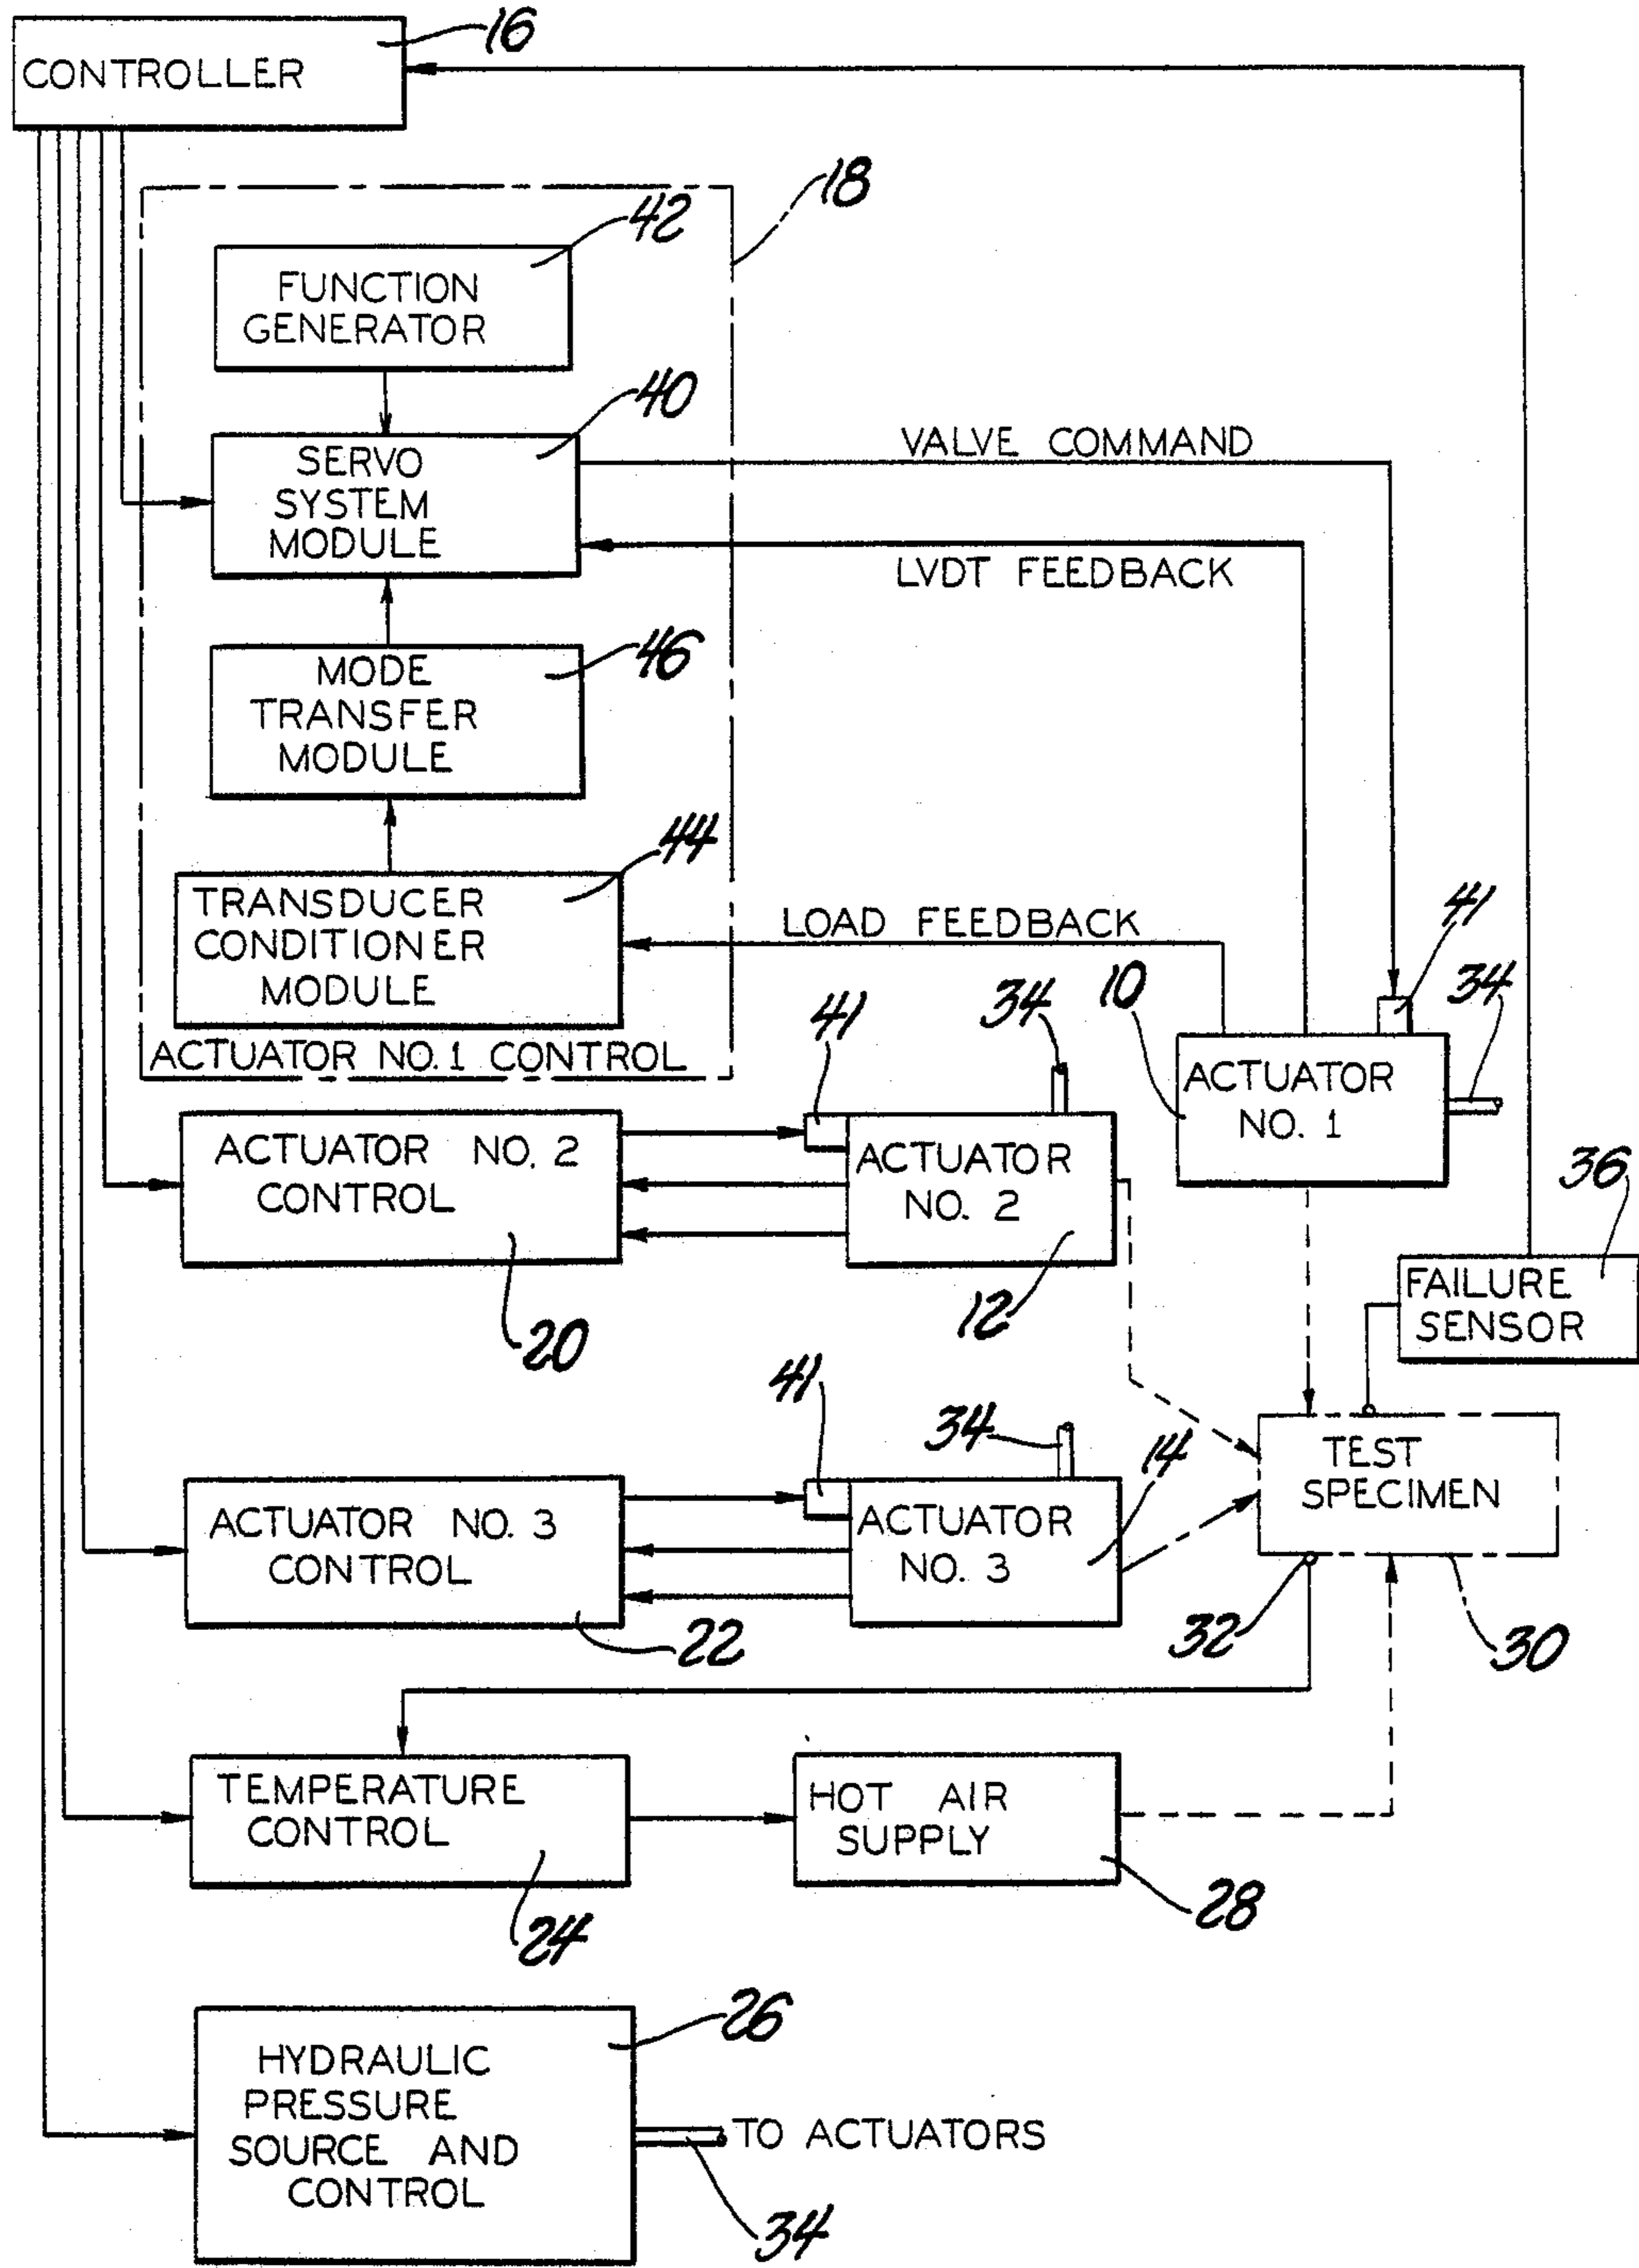 16
CONTROLLER
18
42
FUNCTION
GENERATOR
40
SERVO
SYSTEM
MODULE
VALVE COMMAND
LVDT FEEDBACK
46
MODE
TRANSFER
MODULE
44
TRANSDUCER
CONDITIONER
MODULE
LOAD FEEDBACK
ACTUATOR NO. 1 CONTROL
41
34
10
ACTUATOR
NO. 1
41
34
ACTUATOR NO. 2
CONTROL
20
ACTUATOR
NO. 2
12
36
FAILURE
SENSOR
41
34
14
ACTUATOR NO. 3
CONTROL
22
ACTUATOR
NO. 3
TEST
SPECIMEN
32
30
TEMPERATURE
CONTROL
24
HOT AIR
SUPPLY
28
26
HYDRAULIC
PRESSURE
SOURCE AND
CONTROL
TO ACTUATORS
34